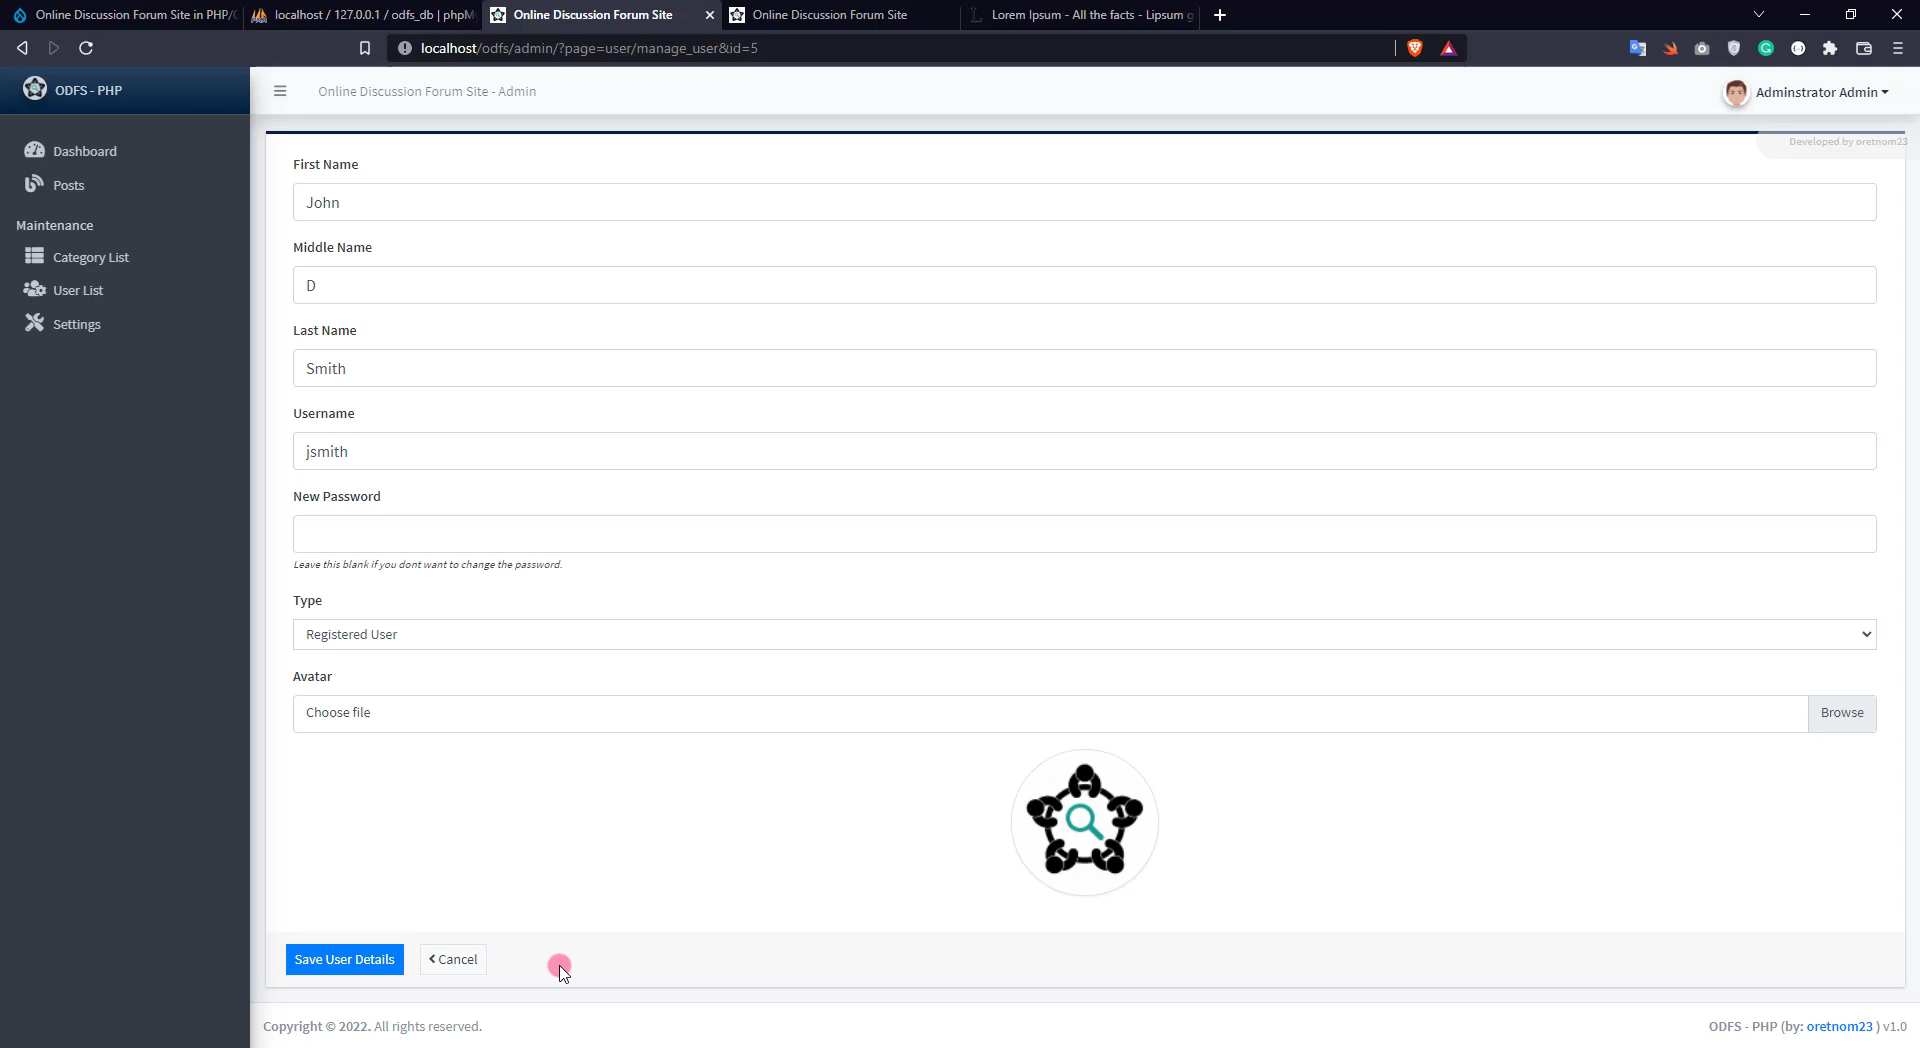 Online Discussion Forum Site in PHP/C
localhost / 127.0.0.1 / odfs_db | phpM
Online Discussion Forum Site
Online Discussion Forum Site
Lorem Ipsum - All the facts - Lipsum g
localhost/odfs/admin/?page=user/manage_user&id=5
ODFS - PHP
Online Discussion Forum Site - Admin
Adminstrator Admin
Developed by oretnom23
Dashboard
Posts
Maintenance
Category List
User List
Settings
First Name
John
Middle Name
D
Last Name
Smith
Username
jsmith
New Password
Leave this blank if you dont want to change the password.
Type
Registered User
Avatar
Choose file
Browse
Save User Details
Cancel
Copyright © 2022. All rights reserved.
ODFS - PHP (by: oretnom23 ) v1.0